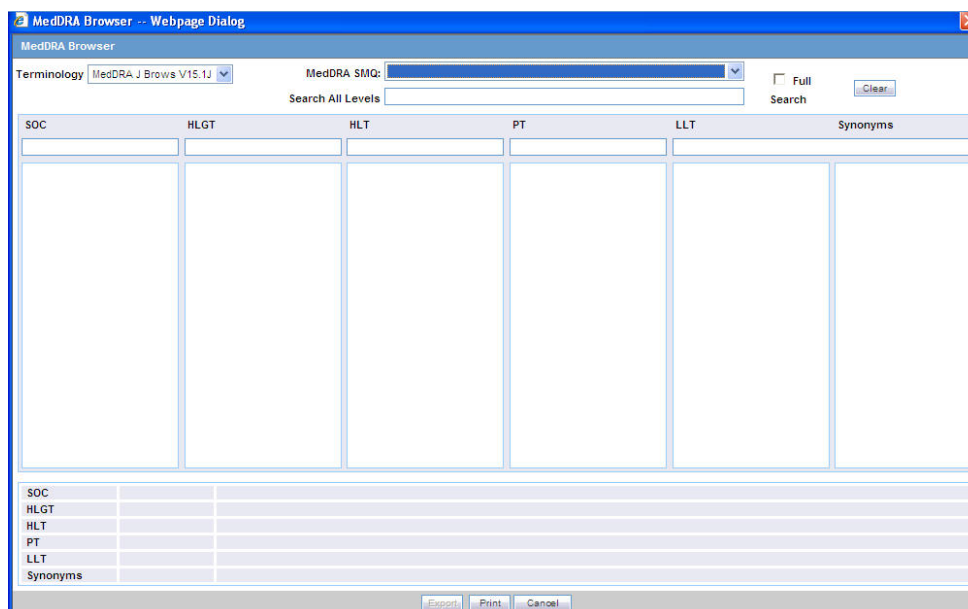 MedDRA Browser -- Webpage Dialog
MedDRA Browser
Terminology MedDRA J Brows V15.1J MedDRA SMQ: Full
Search All Levels Search Clear
SOC HLGT HLT PT LLT Synonyms
SOC
HLGT
HLT
PT
LLT
Synonyms
Export Print Cancel